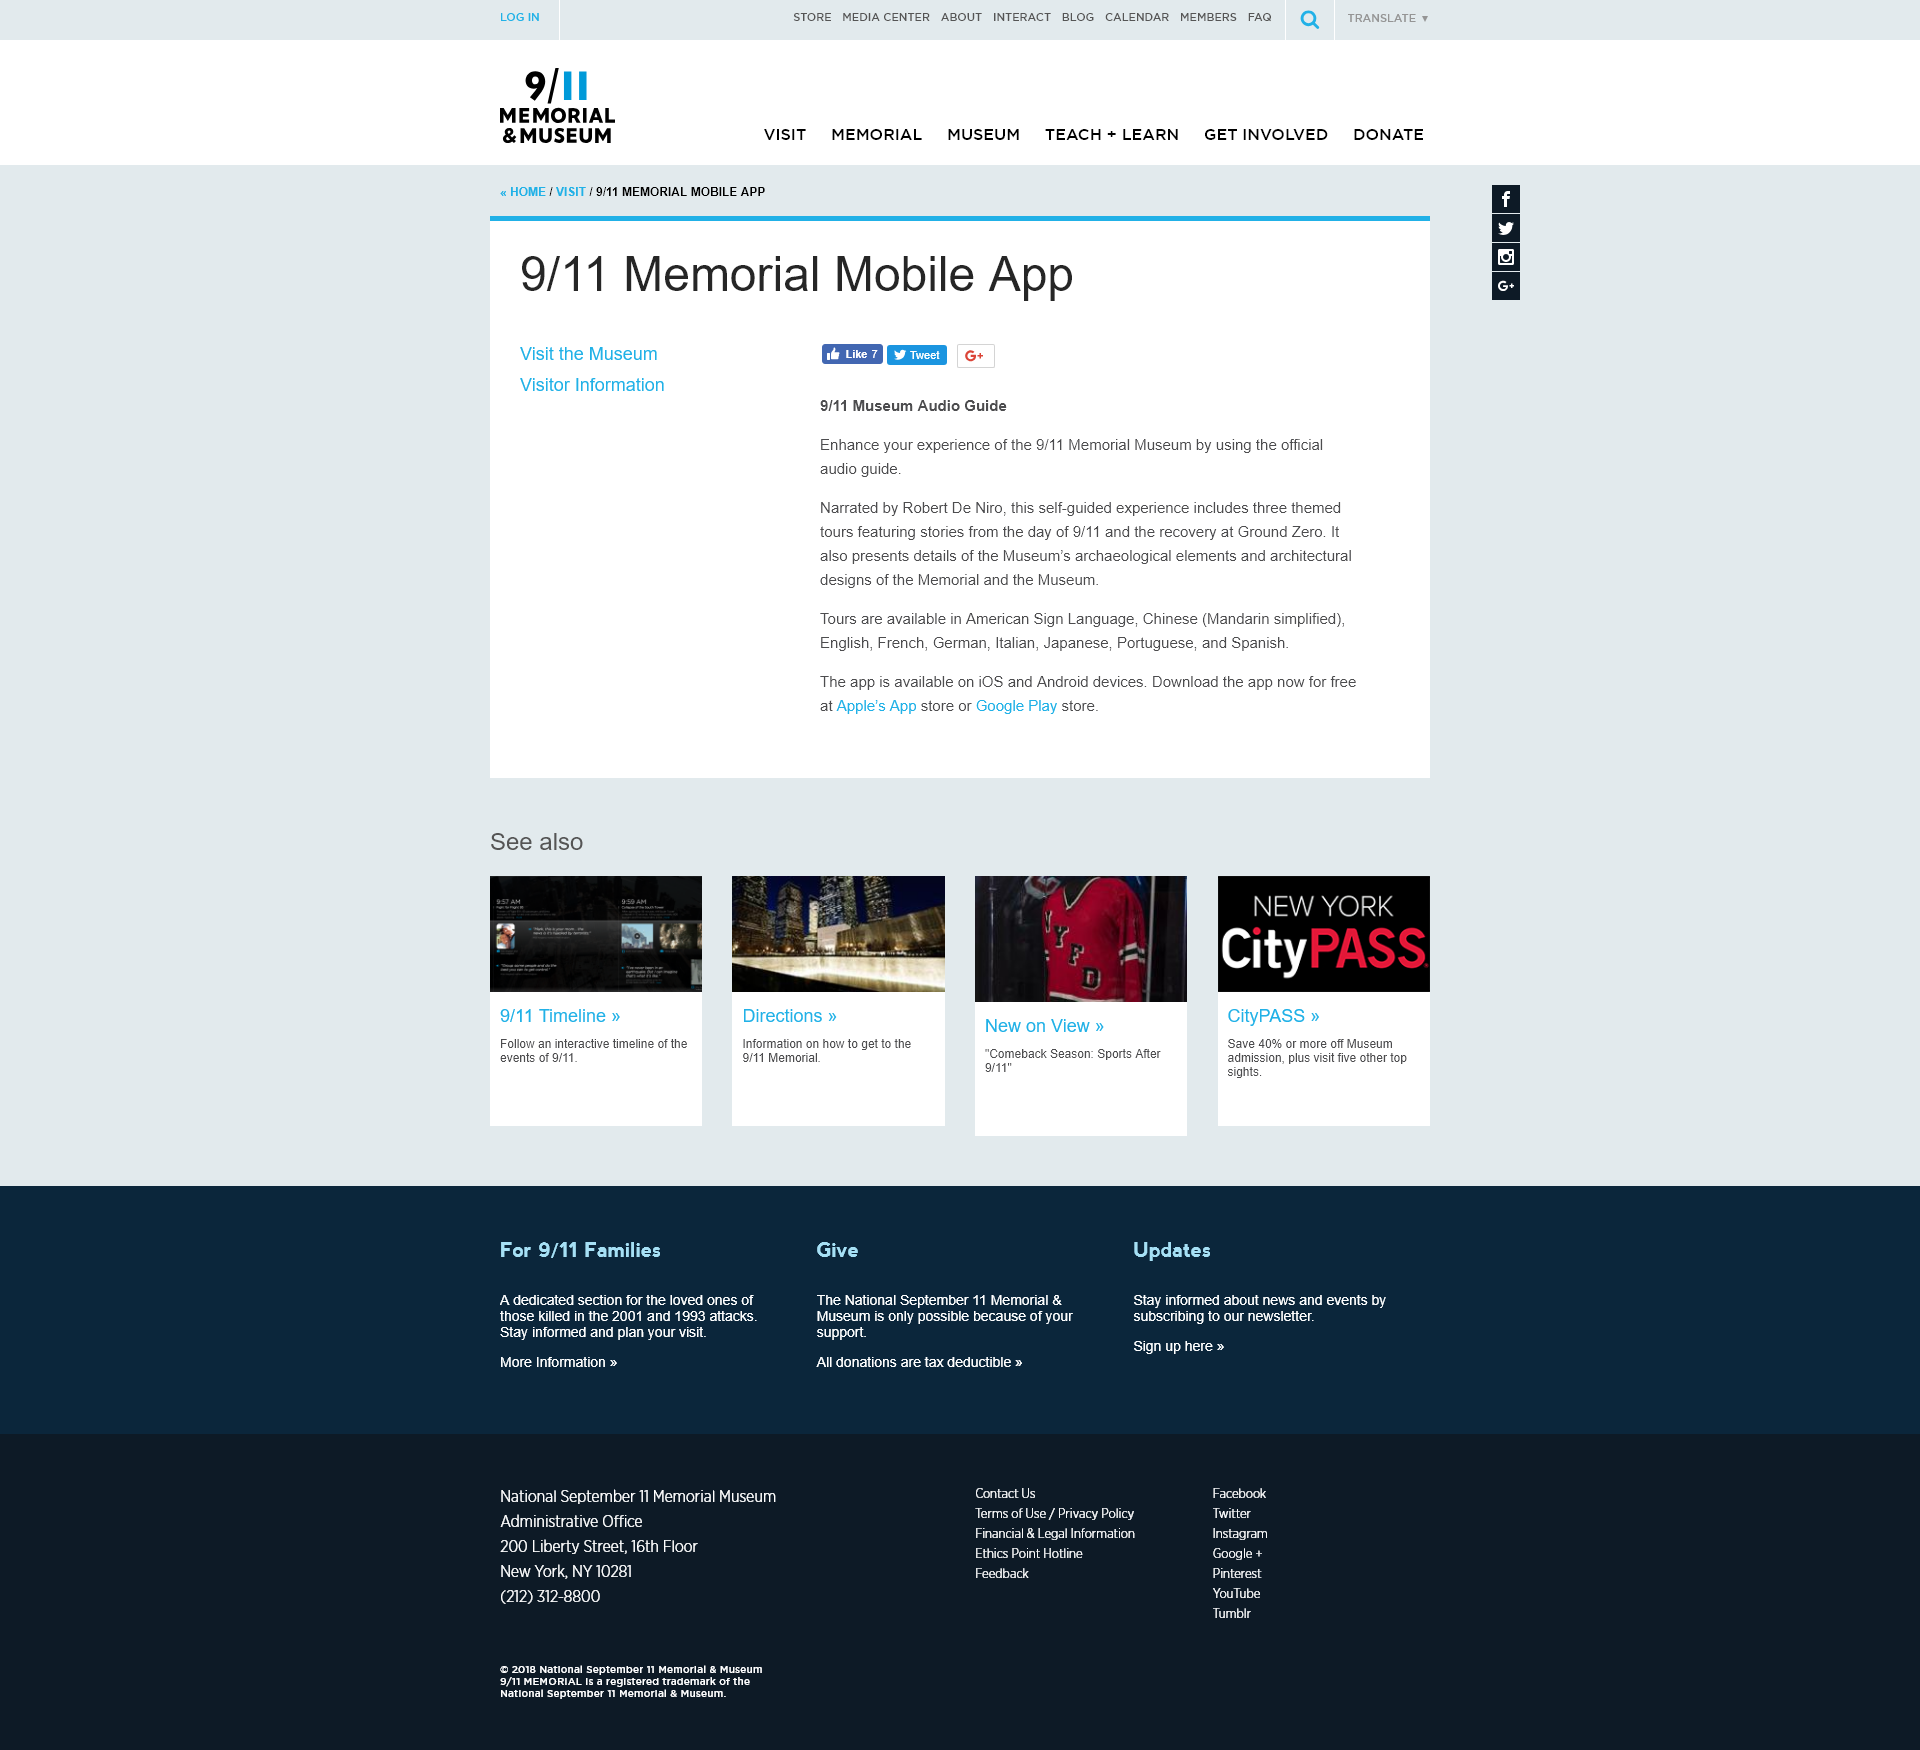 LOG IN
STORE MEDIA CENTER ABOUT INTERACT BLOG CALENDAR MEMBERS FAQ
TRANSLATE ▼
9/11
MEMORIAL
& MUSEUM
VISIT MEMORIAL MUSEUM TEACH + LEARN GET INVOLVED DONATE
« HOME / VISIT / 9/11 MEMORIAL MOBILE APP
9/11 Memorial Mobile App
Visit the Museum
Visitor Information
Like 7 Tweet G+
9/11 Museum Audio Guide
Enhance your experience of the 9/11 Memorial Museum by using the official
audio guide.
Narrated by Robert De Niro, this self-guided experience includes three themed
tours featuring stories from the day of 9/11 and the recovery at Ground Zero. It
also presents details of the Museum’s archaeological elements and architectural
designs of the Memorial and the Museum.
Tours are available in American Sign Language, Chinese (Mandarin simplified),
English, French, German, Italian, Japanese, Portuguese, and Spanish.
The app is available on iOS and Android devices. Download the app now for free
at Apple’s App store or Google Play store.
See also
9:57 AM
9:59 AM
9/11 Timeline »
Follow an interactive timeline of the
events of 9/11.
Directions »
Information on how to get to the
9/11 Memorial.
NYFD
New on View »
"Comeback Season: Sports After
9/11"
NEW YORK
CityPASS
CityPASS »
Save 40% or more off Museum
admission, plus visit five other top
sights.
For 9/11 Families
A dedicated section for the loved ones of
those killed in the 2001 and 1993 attacks.
Stay informed and plan your visit.
More Information »
Give
The National September 11 Memorial &
Museum is only possible because of your
support.
All donations are tax deductible »
Updates
Stay informed about news and events by
subscribing to our newsletter.
Sign up here »
National September 11 Memorial Museum
Administrative Office
200 Liberty Street, 16th Floor
New York, NY 10281
(212) 312-8800
Contact Us
Terms of Use / Privacy Policy
Financial & Legal Information
Ethics Point Hotline
Feedback
Facebook
Twitter
Instagram
Google +
Pinterest
YouTube
Tumblr
© 2018 National September 11 Memorial & Museum
9/11 MEMORIAL is a registered trademark of the
National September 11 Memorial & Museum.